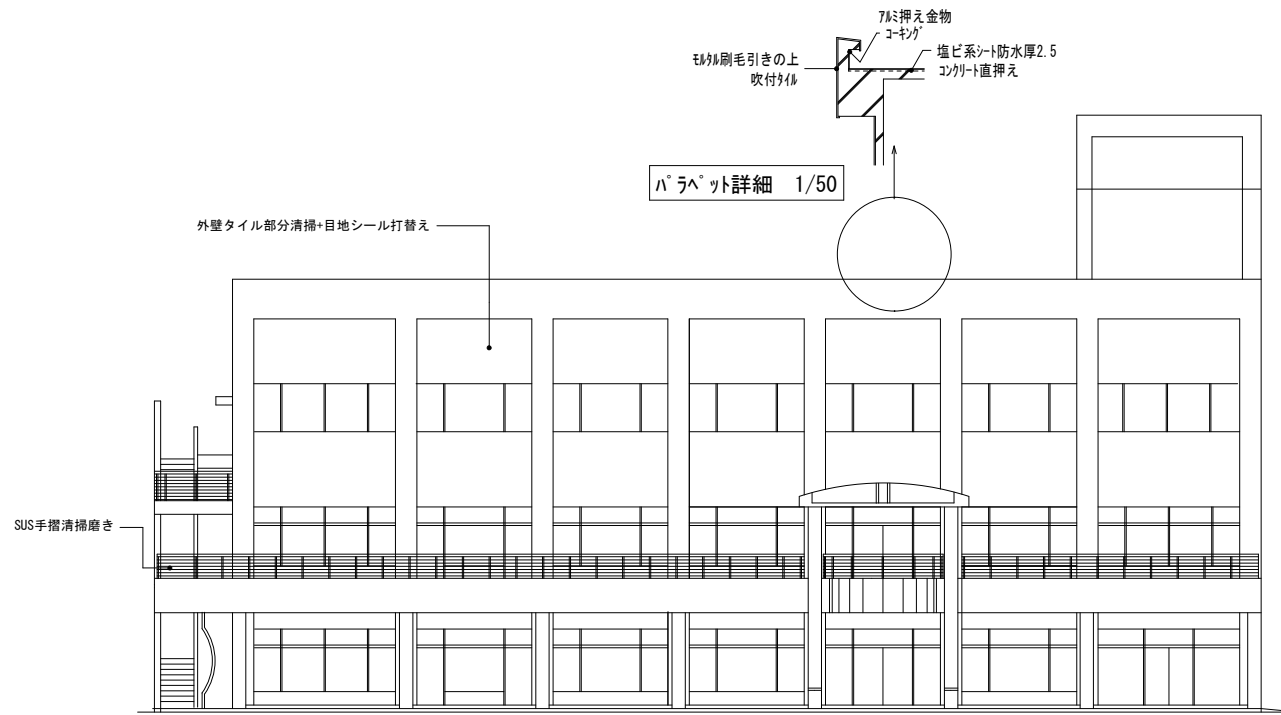 ｱﾙﾐ押え金物
ｺｰｷﾝｸﾞ
ﾓﾙﾀﾙ刷毛引きの上
吹付ﾀｲﾙ
塩ビ系シート防水厚2.5
ｺﾝｸﾘｰﾄ直押え
ﾊﾟﾗﾍﾟｯﾄ詳細 1/50
外壁タイル部分清掃+目地シール打替え
SUS手摺清掃磨き